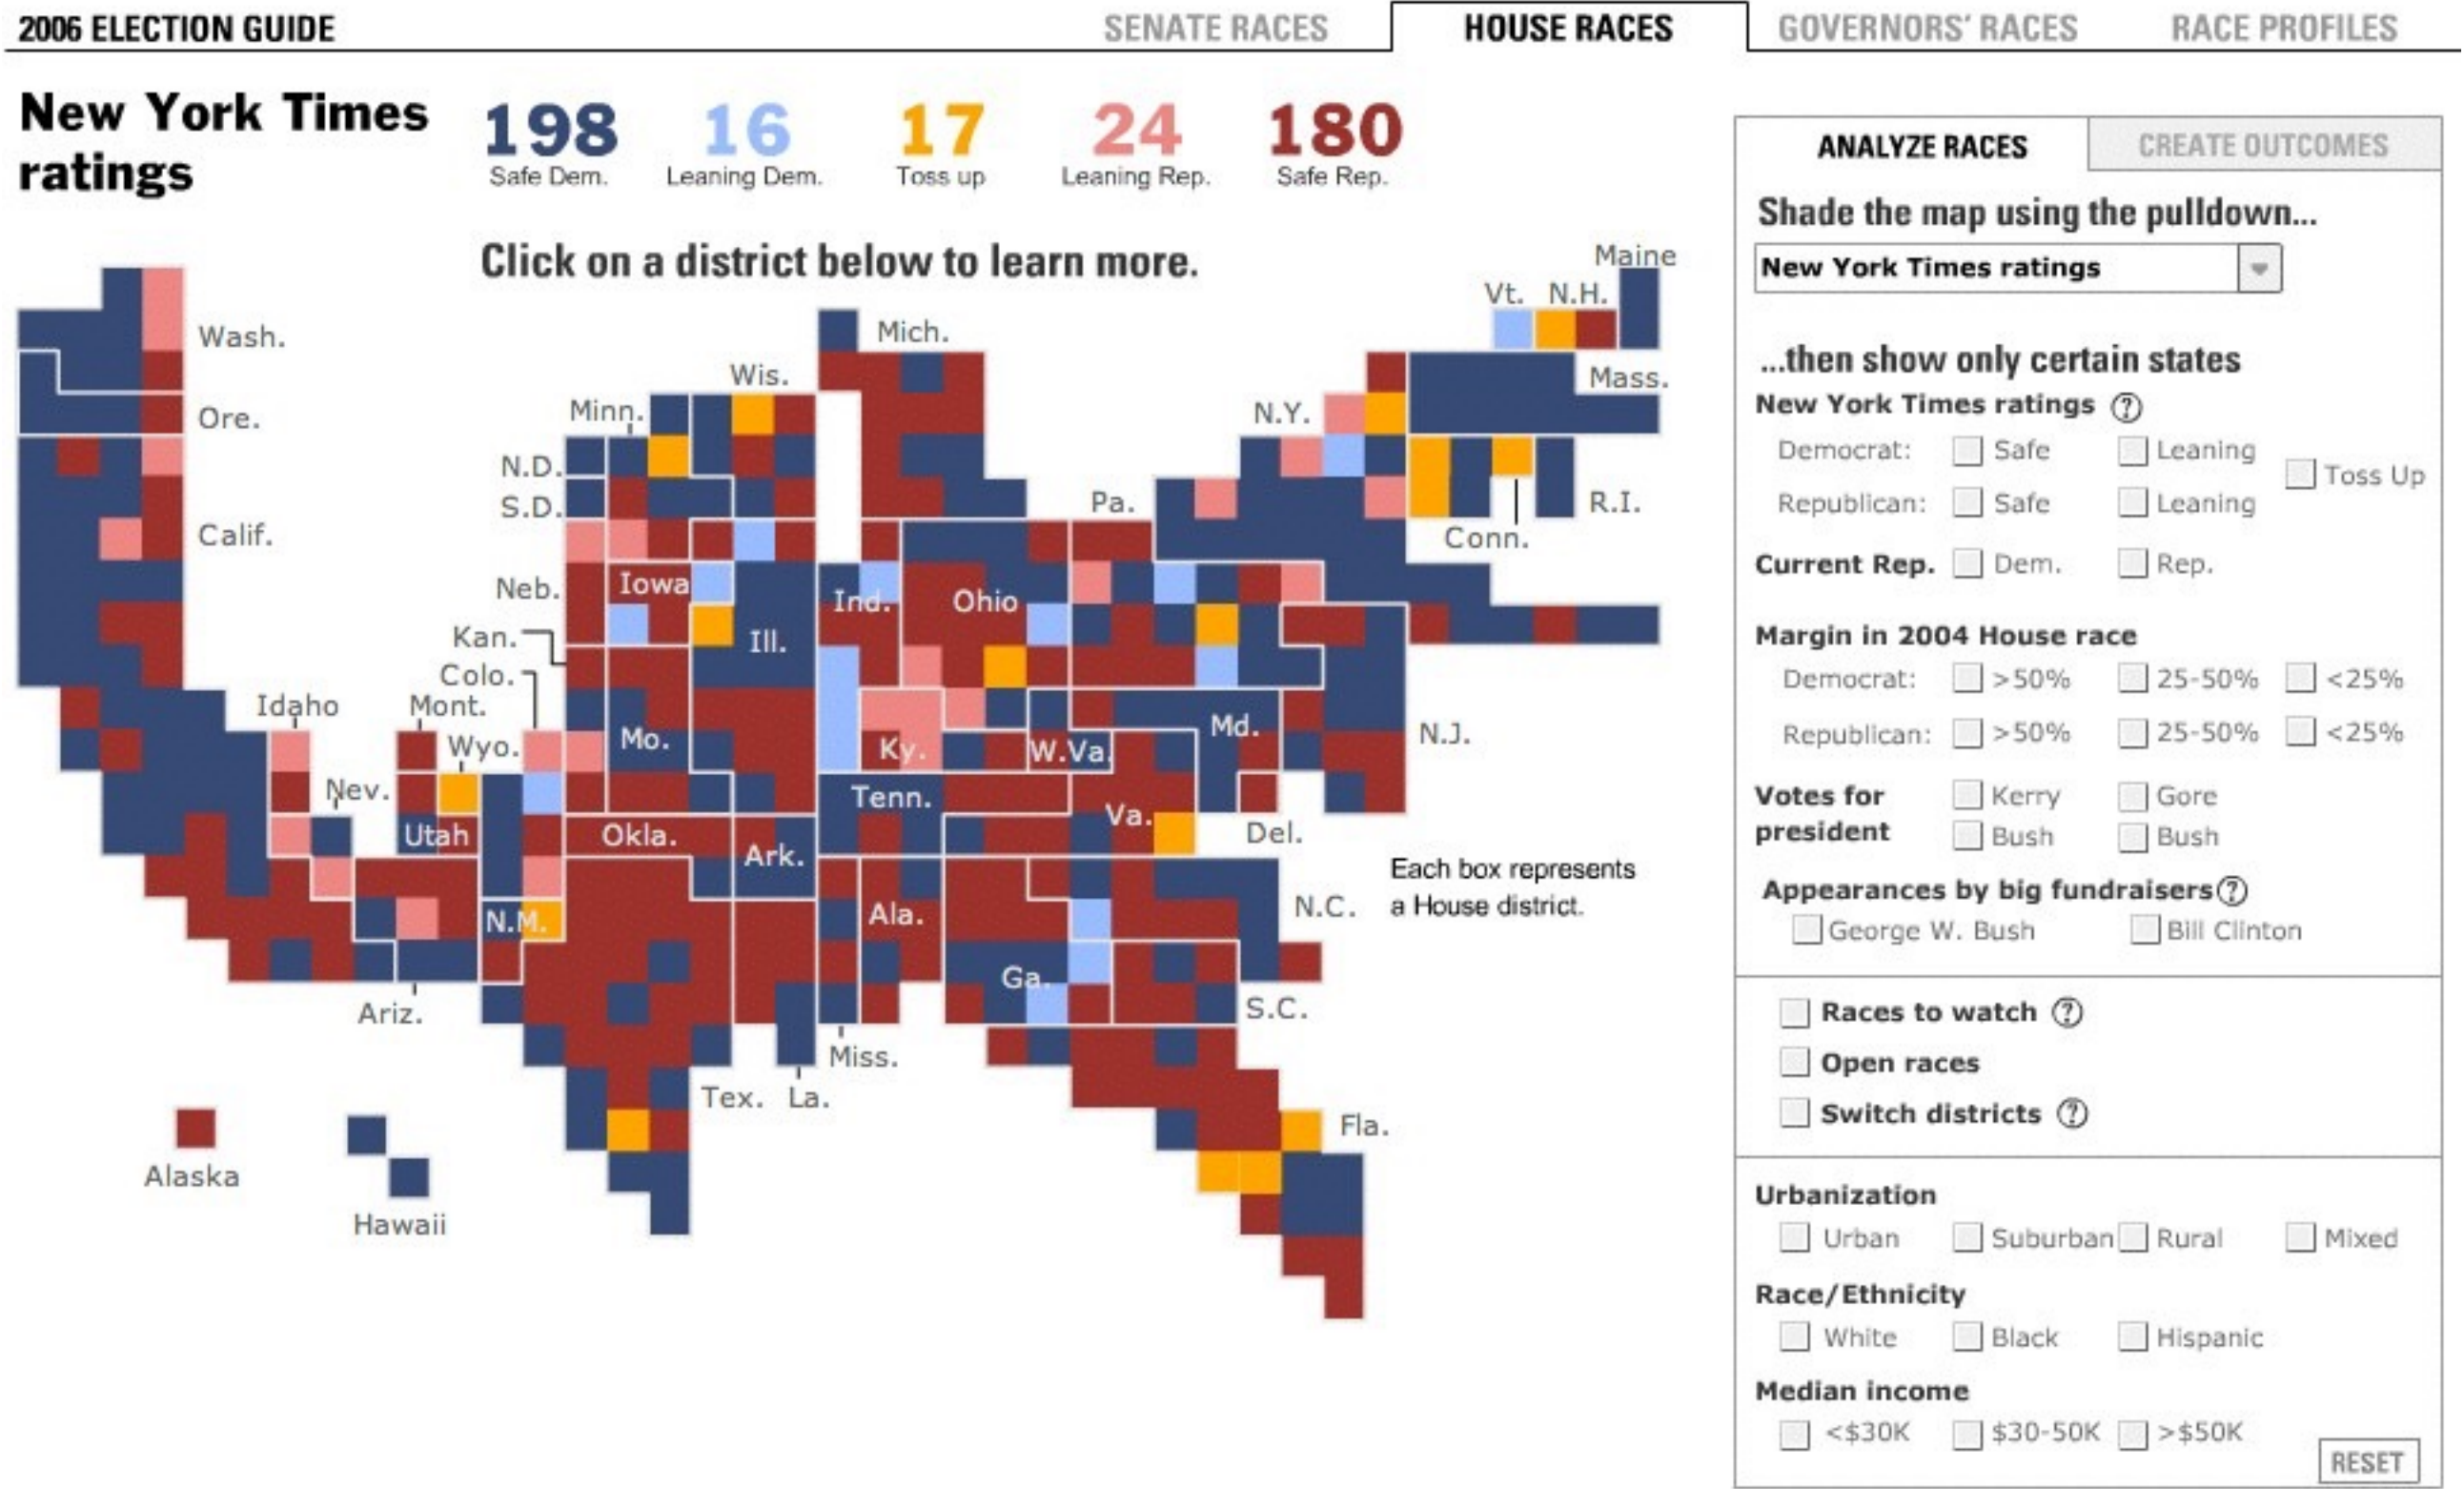 2006 ELECTION GUIDE
SENATE RACES
HOUSE RACES
GOVERNORS' RACES
RACE PROFILES
New York Times
ratings
198
Safe Dem.
16
Leaning Dem.
17
Toss up
24
Leaning Rep.
180
Safe Rep.
Click on a district below to learn more.
Maine
Vt.
N.H.
Wash.
Mich.
Wis.
Mass.
Ore.
Minn.
N.Y.
N.D.
S.D.
Pa.
R.I.
Calif.
Conn.
Neb.
Iowa
Ind.
Ohio
Kan.
Ill.
Colo.
Idaho
Mont.
Wyo.
Mo.
Ky.
W.Va.
Md.
N.J.
Nev.
Tenn.
Utah
Okla.
Va.
Del.
Ark.
Each box represents
a House district.
N.M.
Ala.
N.C.
Ga.
Ariz.
S.C.
Miss.
Tex.
La.
Fla.
Alaska
Hawaii
ANALYZE RACES
CREATE OUTCOMES
Shade the map using the pulldown...
New York Times ratings
...then show only certain states
New York Times ratings ?
Democrat: Safe Leaning
Toss Up
Republican: Safe Leaning
Current Rep. Dem. Rep.
Margin in 2004 House race
Democrat: >50% 25-50% <25%
Republican: >50% 25-50% <25%
Votes for Kerry Gore
president Bush Bush
Appearances by big fundraisers ?
George W. Bush Bill Clinton
Races to watch ?
Open races
Switch districts ?
Urbanization
Urban Suburban Rural Mixed
Race/Ethnicity
White Black Hispanic
Median income
<$30K $30-50K >$50K
RESET